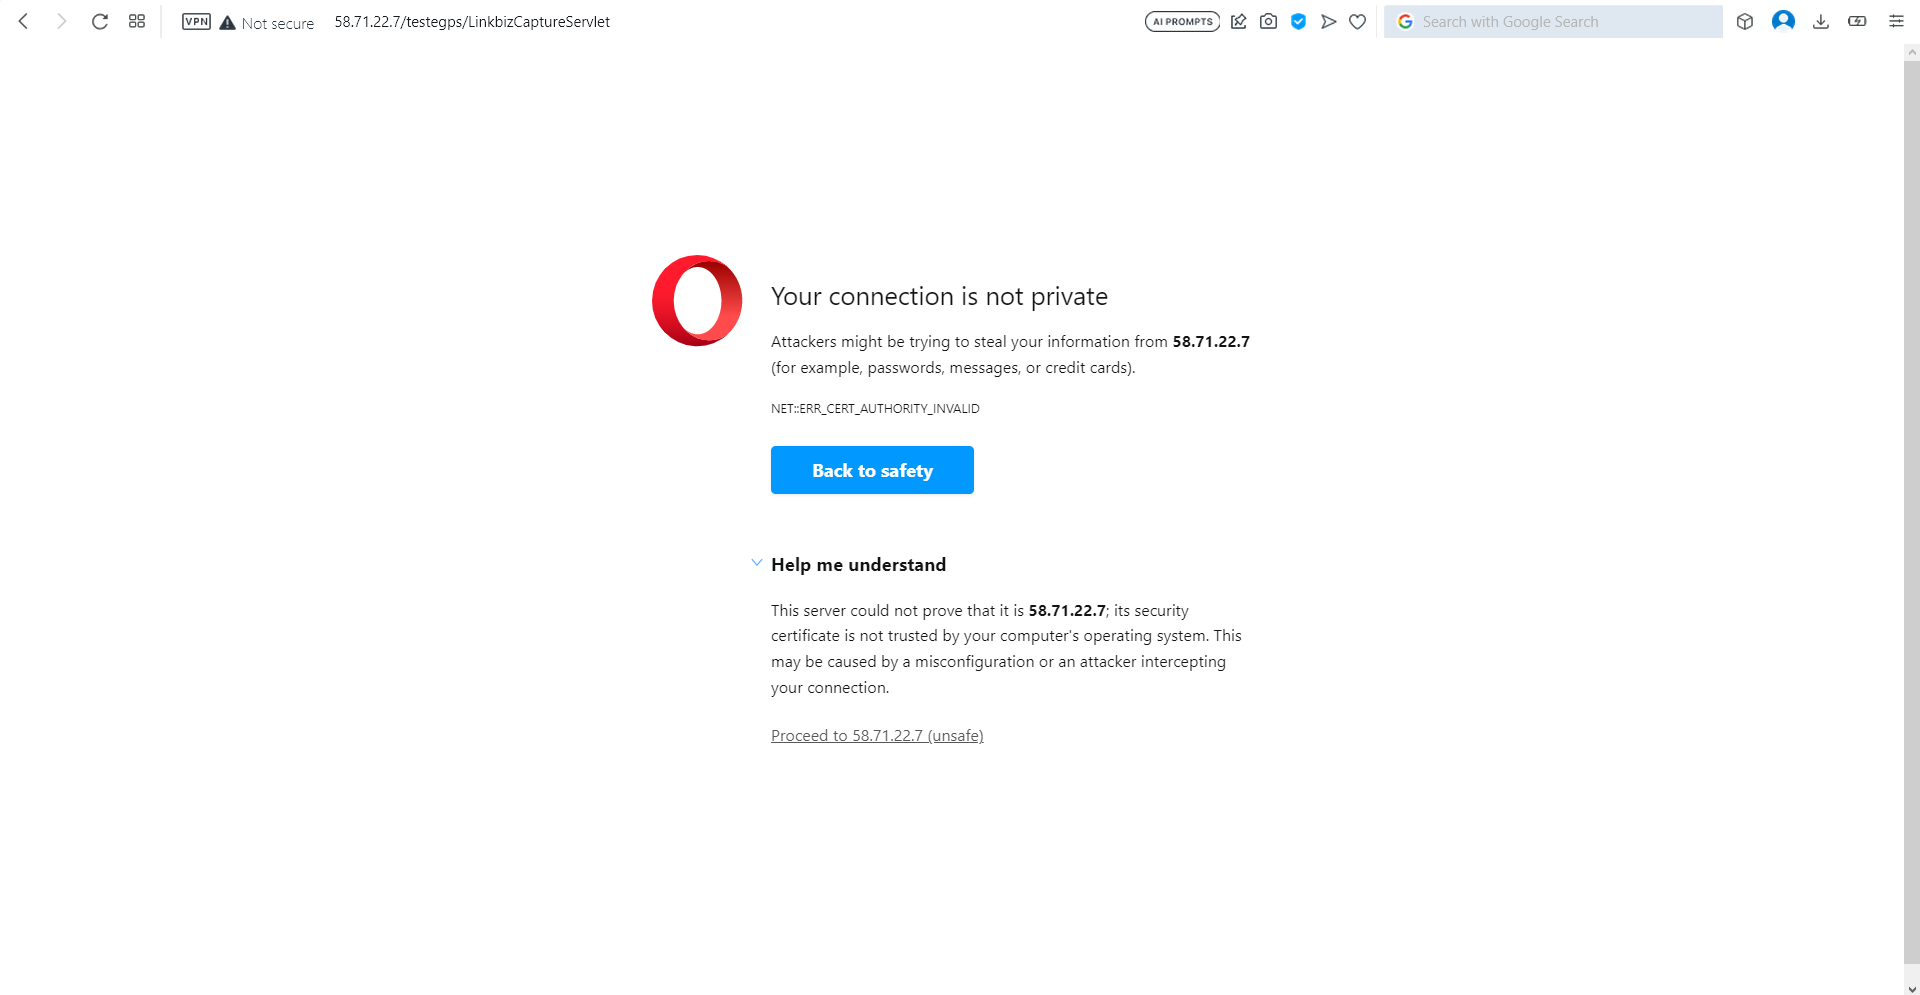 VPN Not secure 58.71.22.7/testegps/LinkbizCaptureServlet AI PROMPTS Search with Google Search
Your connection is not private
Attackers might be trying to steal your information from 58.71.22.7
(for example, passwords, messages, or credit cards).
NET::ERR_CERT_AUTHORITY_INVALID
Back to safety
Help me understand
This server could not prove that it is 58.71.22.7; its security
certificate is not trusted by your computer's operating system. This
may be caused by a misconfiguration or an attacker intercepting
your connection.
Proceed to 58.71.22.7 (unsafe)